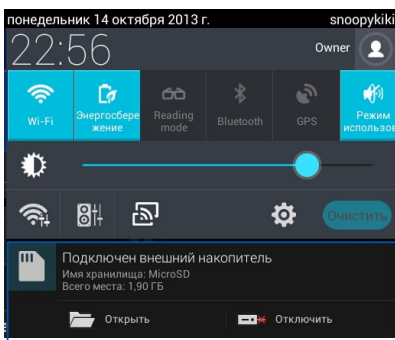 понедельник 14 октября 2013 г. snoopykiki
22:56 Owner
Wi-Fi Энергосбере Reading Bluetooth GPS Режим
жение mode использов
Очистить
Подключен внешний накопитель
Имя хранилища: MicroSD
Всего места: 1,90 ГБ
Открыть Отключить